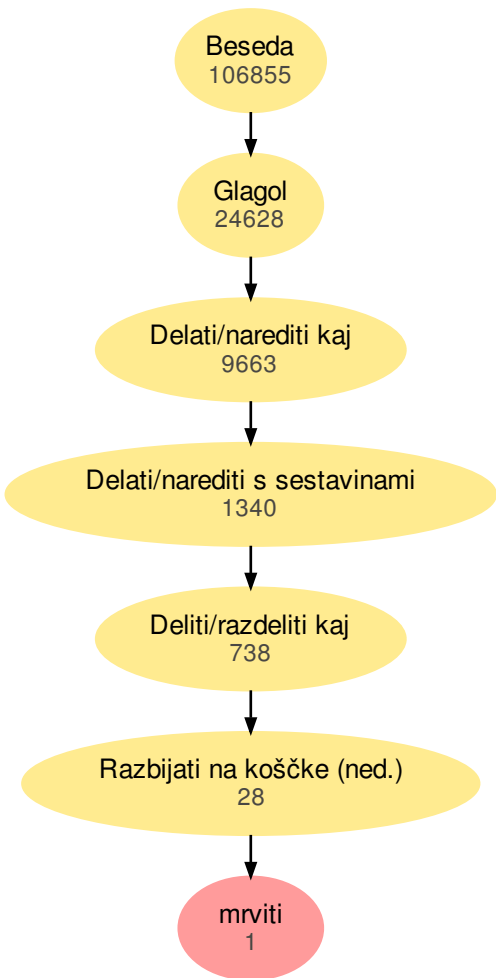 Beseda
106855
Glagol
24628
Delati/narediti kaj
9663
Delati/narediti s sestavinami
1340
Deliti/razdeliti kaj
738
Razbijati na koščke (ned.)
28
mrviti
1